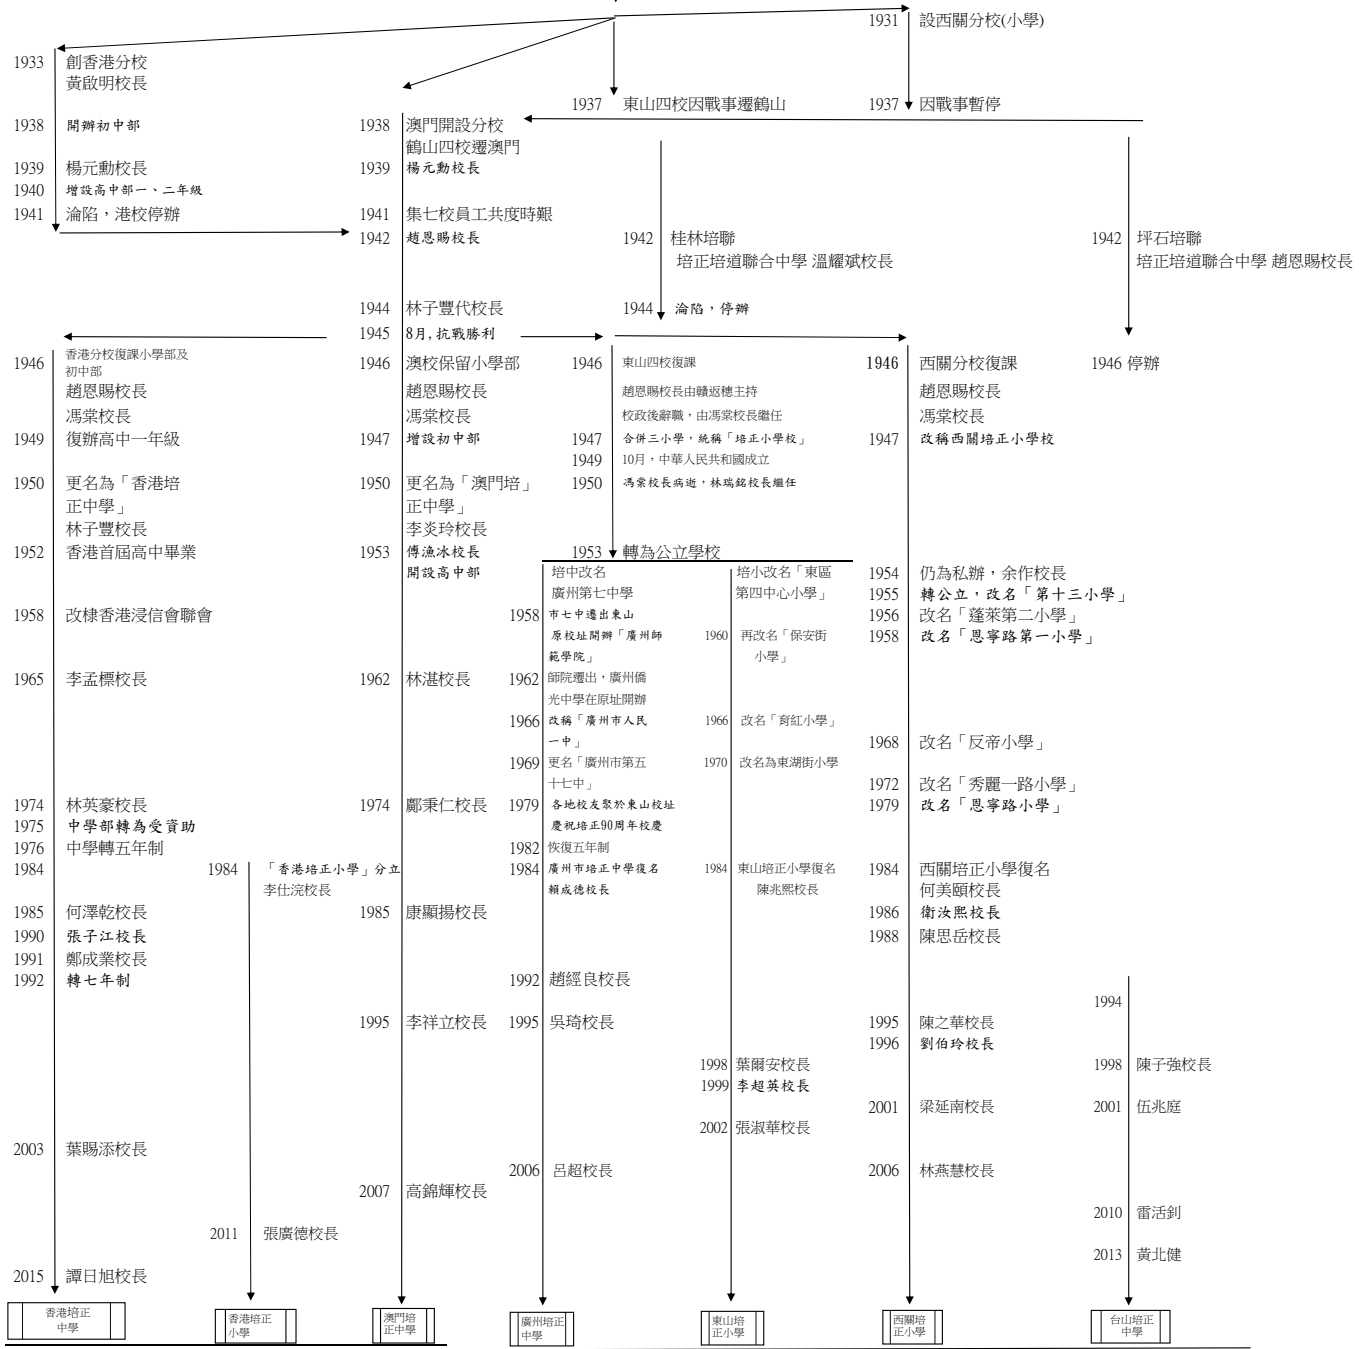 1931 設西關分校(小學)
1933 創香港分校
黃啟明校長
1937 東山四校因戰事遷鶴山
1937 因戰事暫停
1938 開辦初中部
1938 澳門開設分校
鶴山四校遷澳門
1939 楊元勳校長
1939 楊元勳校長
1940 增設高中部一、二年級
1941 淪陷，港校停辦
1941 集七校員工共度時艱
1942 趙恩賜校長
1942 桂林培聯
培正培道聯合中學 溫耀斌校長
1942 坪石培聯
培正培道聯合中學 趙恩賜校長
1944 林子豐代校長
1944 淪陷，停辦
1945 8月,抗戰勝利
1946 香港分校復課小學部及
初中部
趙恩賜校長
馮棠校長
1946 澳校保留小學部
趙恩賜校長
馮棠校長
1946 東山四校復課
趙恩賜校長由贛返穗主持
校政後辭職，由馮棠校長繼任
1946 西關分校復課
趙恩賜校長
馮棠校長
1946 停辦
1949 復辦高中一年級
1947 增設初中部
1947 合併三小學，統稱「培正小學校」
1947 改稱西關培正小學校
1949 10月，中華人民共和國成立
1950 更名為「香港培
正中學」
林子豐校長
1950 更名為「澳門培」
正中學」
李炎玲校長
1950 馮棠校長病逝，林瑞銘校長繼任
1952 香港首屆高中畢業
1953 傅漁冰校長
開設高中部
1953 轉為公立學校
培中改名
廣州第七中學
培小改名「東區
第四中心小學」
1954 仍為私辦，余作校長
1955 轉公立，改名「第十三小學」
1956 改名「蓬萊第二小學」
1958 改名「恩寧路第一小學」
1958 改棣香港浸信會聯會
1958 市七中遷出東山
原校址開辦「廣州師
範學院」
1960 再改名「保安街
小學」
1965 李孟標校長
1962 林湛校長
1962 師院遷出，廣州僑
光中學在原址開辦
1966 改稱「廣州市人民
一中」
1966 改名「育紅小學」
1968 改名「反帝小學」
1969 更名「廣州市第五
十七中」
1970 改名為東湖街小學
1972 改名「秀麗一路小學」
1974 林英豪校長
1974 鄺秉仁校長
1979 各地校友聚於東山校址
慶祝培正90周年校慶
1979 改名「恩寧路小學」
1975 中學部轉為受資助
1976 中學轉五年制
1982 恢復五年制
1984
1984 「香港培正小學」分立
李仕浣校長
1984 廣州市培正中學復名
賴成德校長
1984 東山培正小學復名
陳兆熙校長
1984 西關培正小學復名
何美頤校長
1985 何澤乾校長
1985 康顯揚校長
1986 衛汝熙校長
1990 張子江校長
1988 陳思岳校長
1991 鄭成業校長
1992 轉七年制
1992 趙經良校長
1994
1995 李祥立校長
1995 吳琦校長
1995 陳之華校長
1996 劉伯玲校長
1998 葉爾安校長
1998 陳子強校長
1999 李超英校長
2001 梁延南校長
2001 伍兆庭
2002 張淑華校長
2003 葉賜添校長
2006 呂超校長
2006 林燕慧校長
2007 高錦輝校長
2010 雷活釗
2011 張廣德校長
2013 黃北健
2015 譚日旭校長
香港培正
中學
香港培正
小學
澳門培
正中學
廣州培正
中學
東山培
正小學
西關培
正小學
台山培正
中學